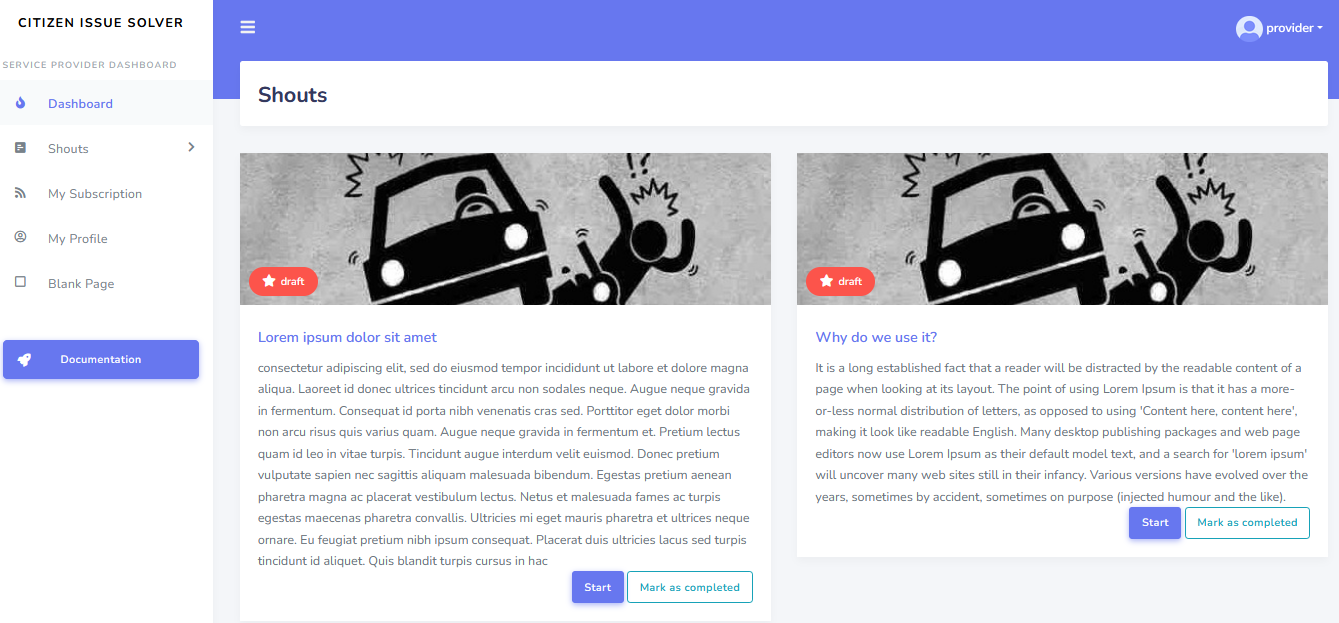 CITIZEN ISSUE SOLVER
provider
SERVICE PROVIDER DASHBOARD
Dashboard
Shouts
My Subscription
My Profile
Blank Page
Documentation
Shouts
!!
draft
Lorem ipsum dolor sit amet
consectetur adipiscing elit, sed do eiusmod tempor incididunt ut labore et dolore magna
aliqua. Laoreet id donec ultrices tincidunt arcu non sodales neque. Augue neque gravida
in fermentum. Consequat id porta nibh venenatis cras sed. Porttitor eget dolor morbi
non arcu risus quis varius quam. Augue neque gravida in fermentum et. Pretium lectus
quam id leo in vitae turpis. Tincidunt augue interdum velit euismod. Donec pretium
vulputate sapien nec sagittis aliquam malesuada bibendum. Egestas pretium aenean
pharetra magna ac placerat vestibulum lectus. Netus et malesuada fames ac turpis
egestas maecenas pharetra convallis. Ultricies mi eget mauris pharetra et ultrices neque
ornare. Eu feugiat pretium nibh ipsum consequat. Placerat duis ultricies lacus sed turpis
tincidunt id aliquet. Quis blandit turpis cursus in hac
Start
Mark as completed
!!
draft
Why do we use it?
It is a long established fact that a reader will be distracted by the readable content of a
page when looking at its layout. The point of using Lorem Ipsum is that it has a more-
or-less normal distribution of letters, as opposed to using 'Content here, content here',
making it look like readable English. Many desktop publishing packages and web page
editors now use Lorem Ipsum as their default model text, and a search for 'lorem ipsum'
will uncover many web sites still in their infancy. Various versions have evolved over the
years, sometimes by accident, sometimes on purpose (injected humour and the like).
Start
Mark as completed